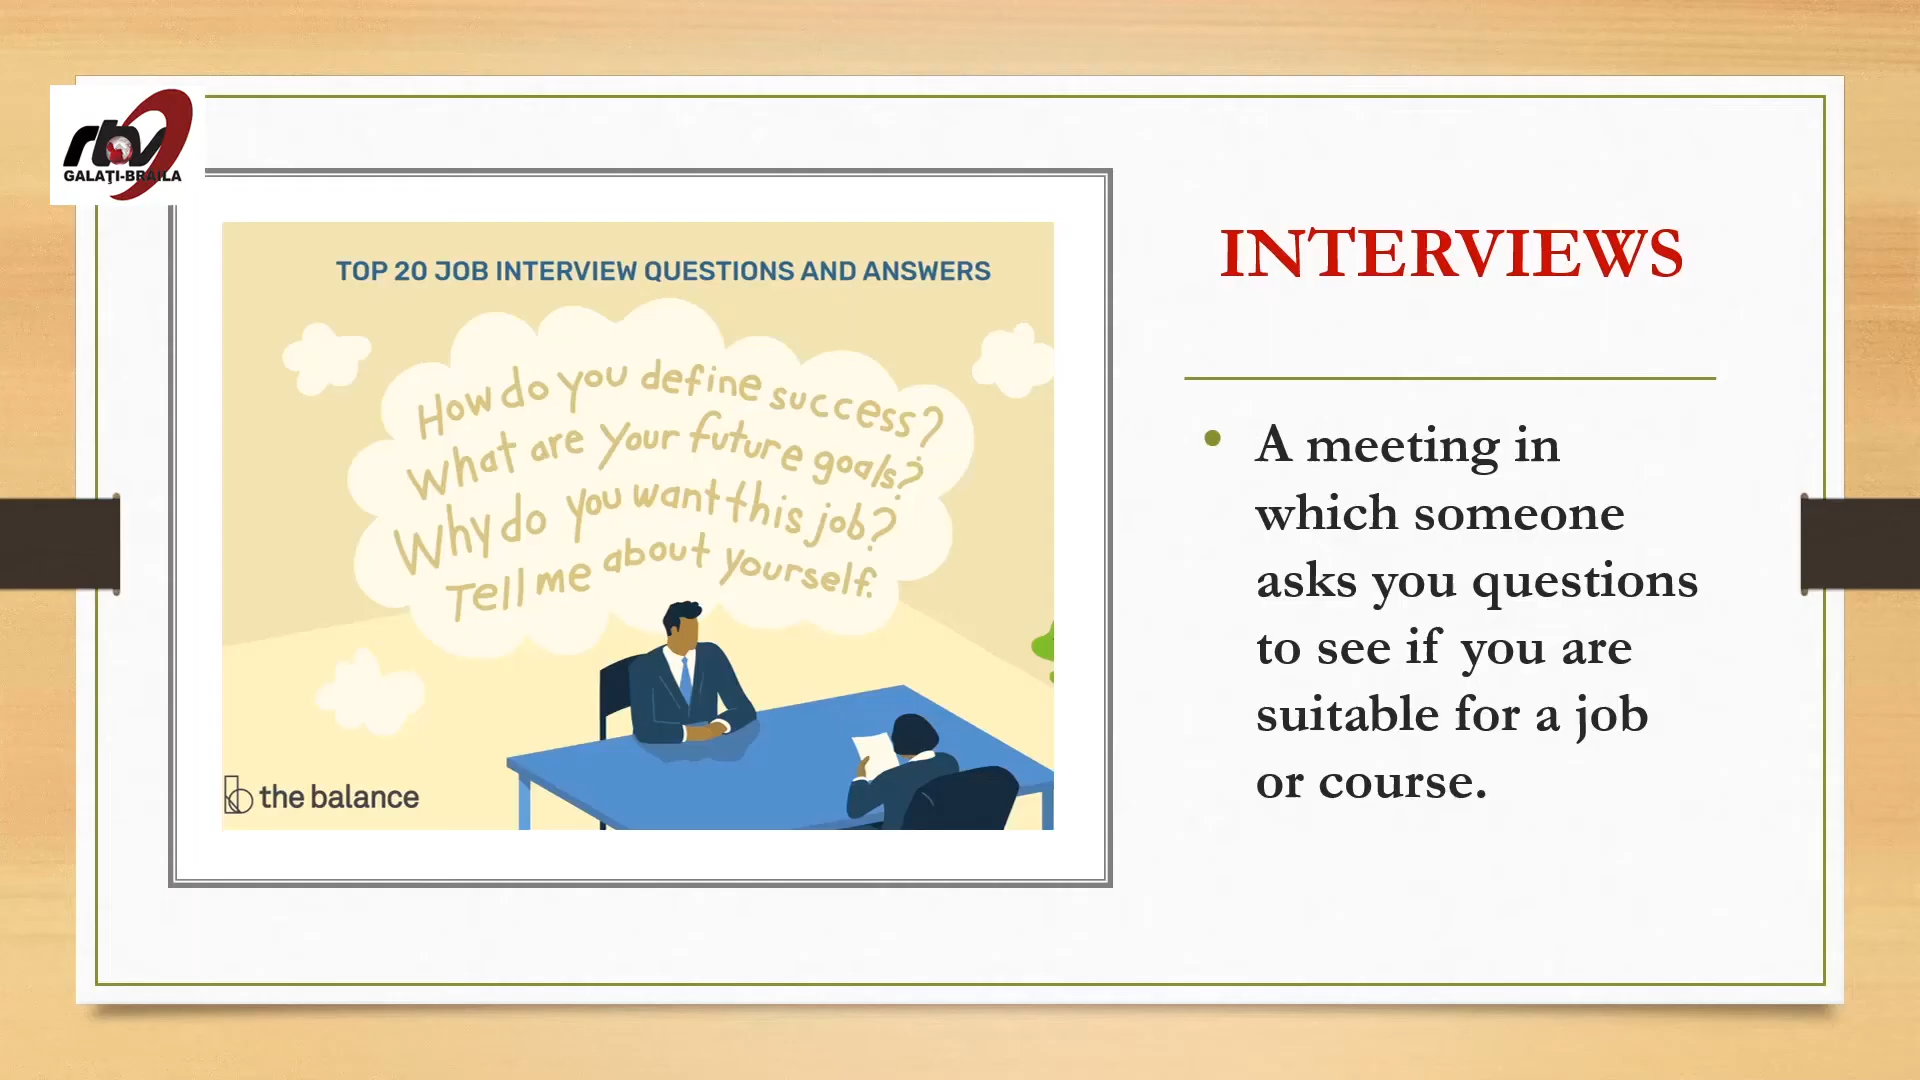 rtv
GALAȚI-BRAILA
TOP 20 JOB INTERVIEW QUESTIONS AND ANSWERS
How do you define success?
What are your future goals?
Why do you want this job?
Tell me about yourself.
the balance
INTERVIEWS
• A meeting in
which someone
asks you questions
to see if you are
suitable for a job
or course.